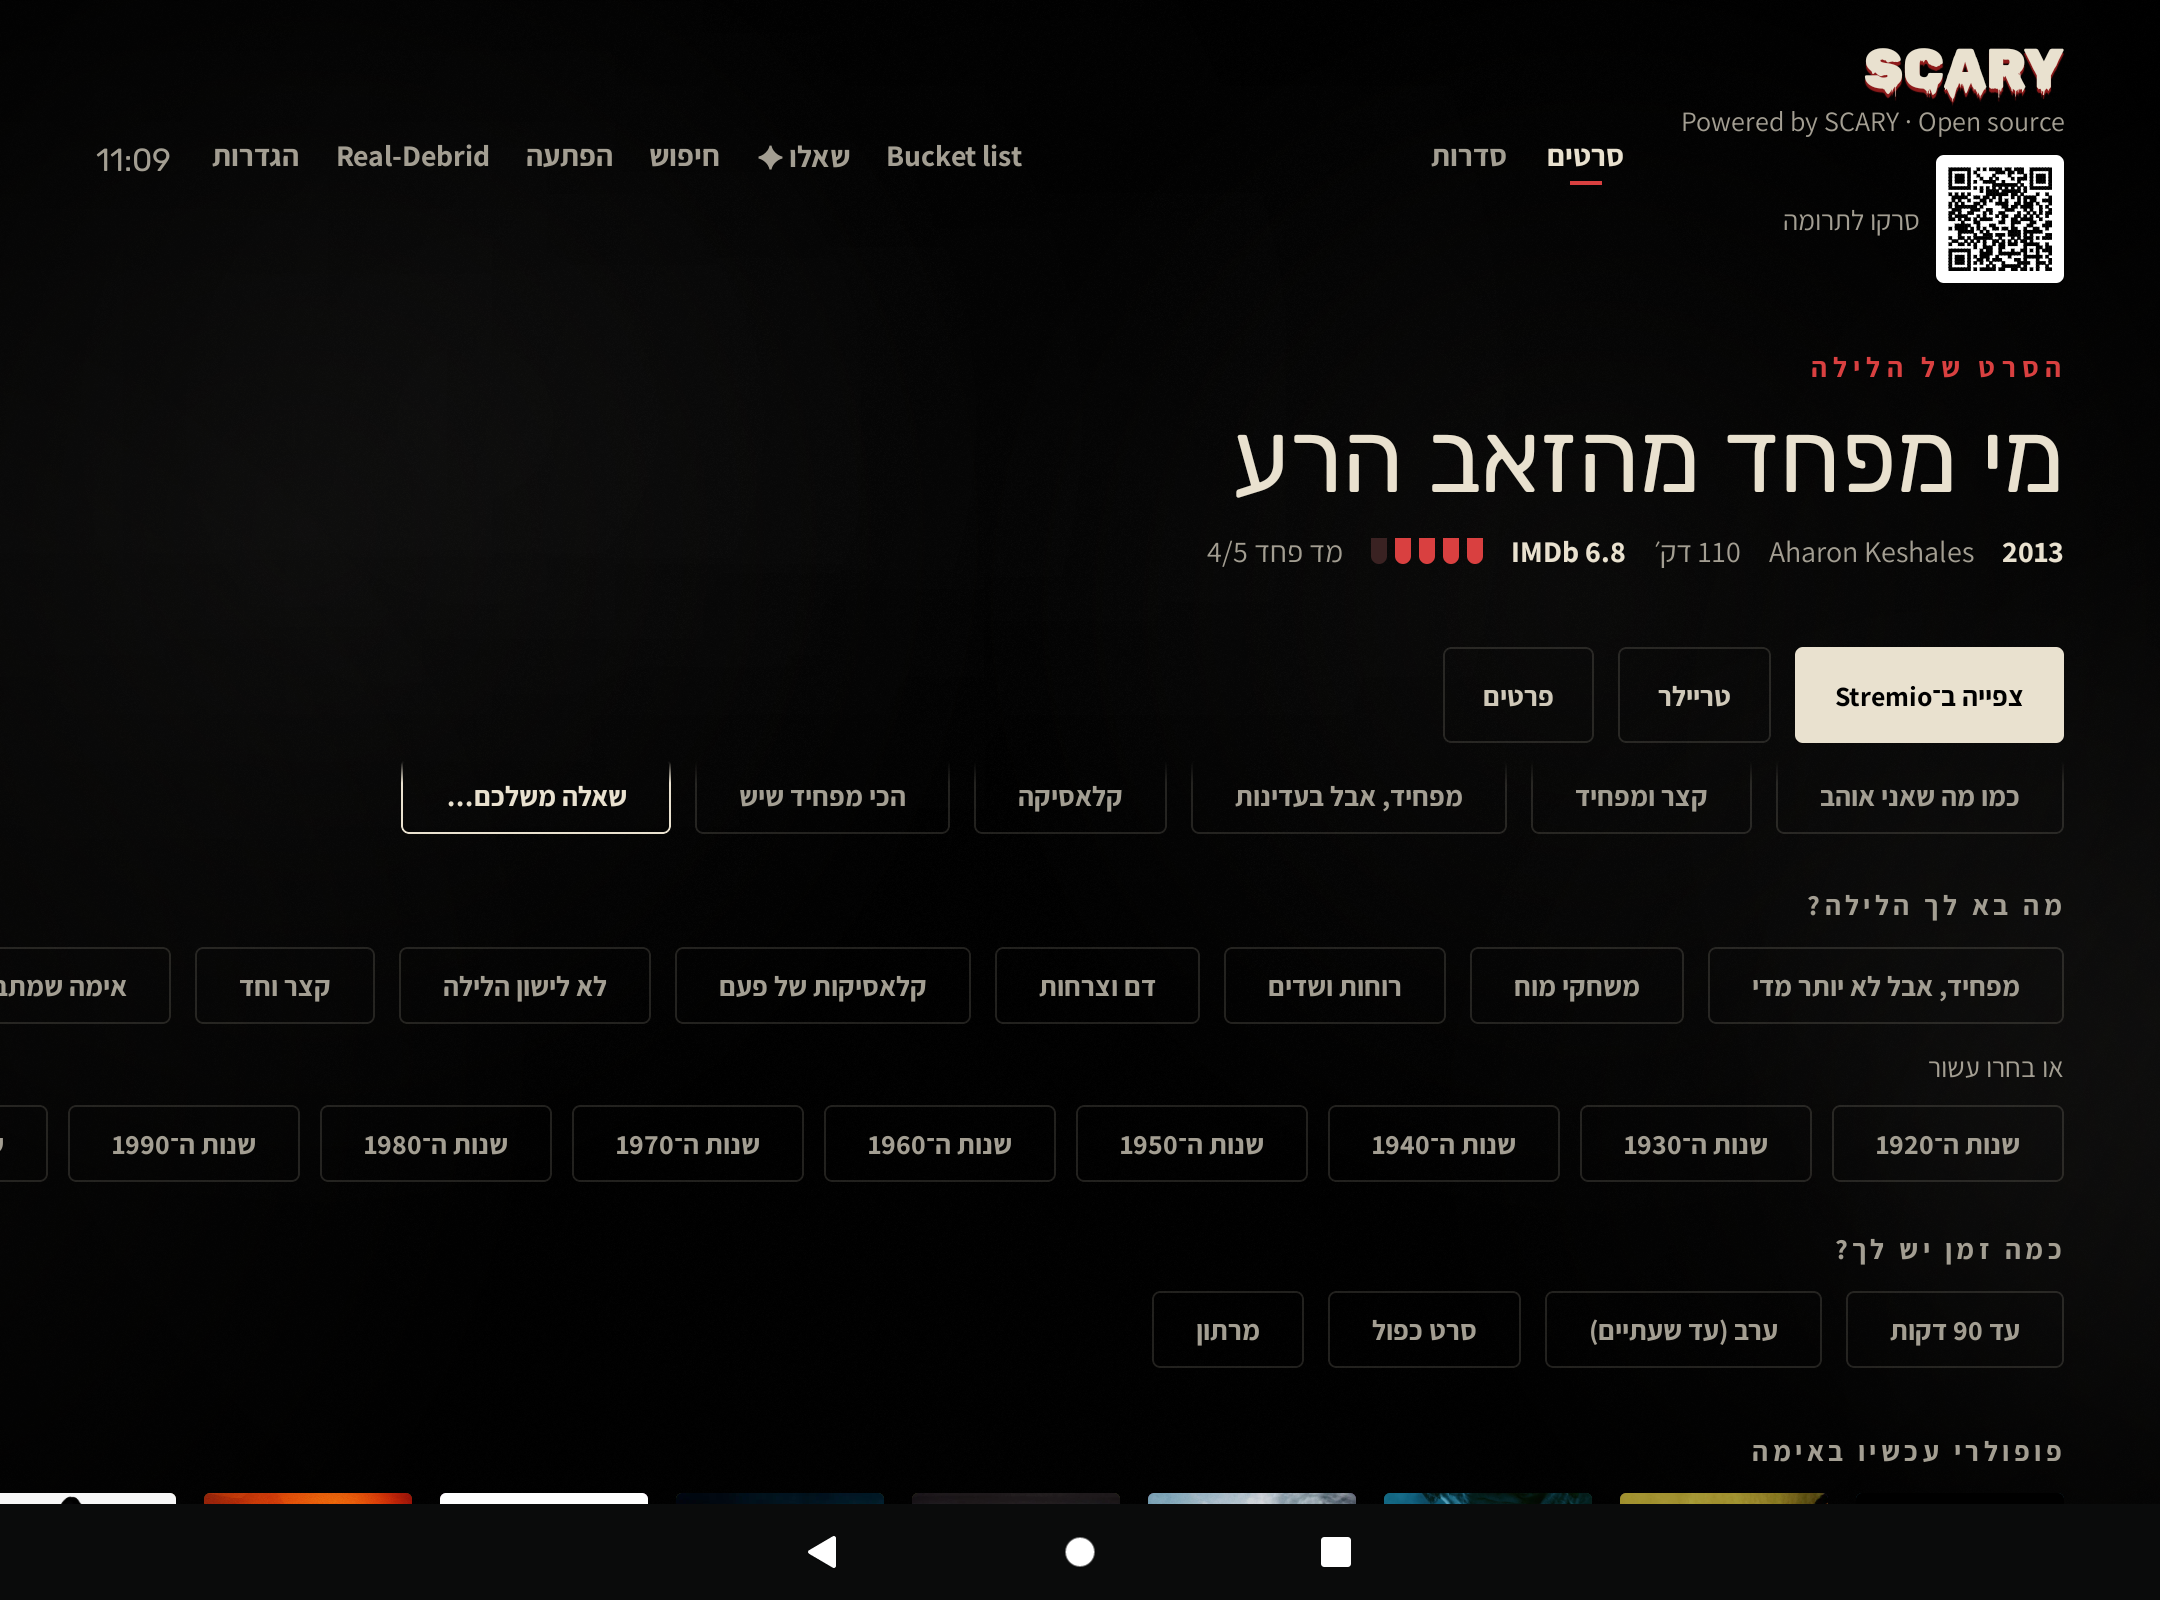 SCARY
Powered by SCARY · Open source
סרטים סדרות
Bucket list שאלו חיפוש הפתעה Real-Debrid הגדרות 11:09
סרקו לתרומה
הסרט של הלילה
מי מפחד מהזאב הרע
2013 Aharon Keshales 110 דק׳ IMDb 6.8 מד פחד 4/5
צפייה ב־Stremio טריילר פרטים
כמו מה שאני אוהב קצר ומפחיד מפחיד, אבל בעדינות קלאסיקה הכי מפחיד שיש שאלה משלכם...
מה בא לך הלילה?
מפחיד, אבל לא יותר מדי משחקי מוח רוחות ושדים דם וצרחות קלאסיקות של פעם לא לישון הלילה קצר וחד אימה
או בחרו עשור
שנות ה־1920 שנות ה־1930 שנות ה־1940 שנות ה־1950 שנות ה־1960 שנות ה־1970 שנות ה־1980 שנות ה־1990
כמה זמן יש לך?
עד 90 דקות ערב (עד שעתיים) סרט כפול מרתון
פופולרי עכשיו באימה